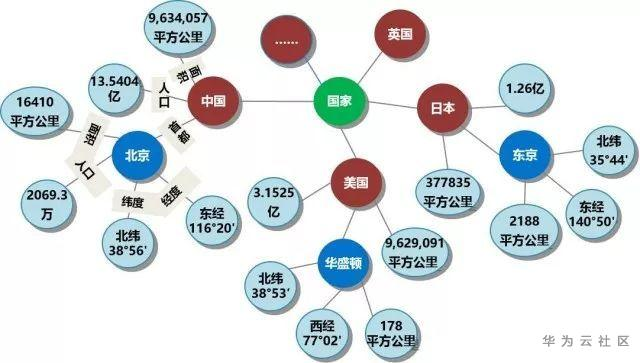 9,634,057
平方公里
......
英国
13.5404
亿
面积
人口
中国
国家
日本
1.26亿
16410
平方公里
首都
面积
北京
人口
纬度
经度
2069.3
万
北纬
38°56'
东经
116°20'
3.1525
亿
美国
377835
平方公里
东京
北纬
35°44'
2188
平方公里
东经
140°50'
华盛顿
9,629,091
平方公里
北纬
38°53′
西经
77°02'
178
平方公里
华为云社区